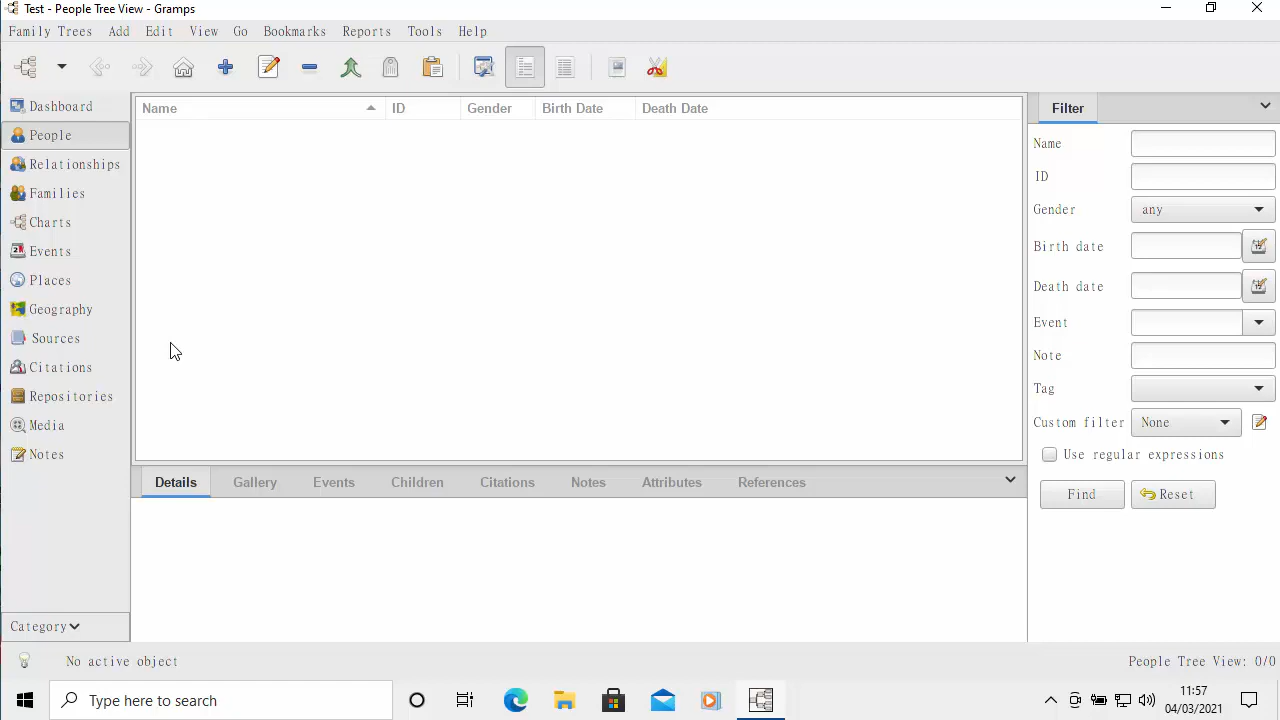 Test - People Tree View - Gramps
Family Trees Add Edit View Go Bookmarks Reports Tools Help
Dashboard
People
Relationships
Families
Charts
Events
Places
Geography
Sources
Citations
Repositories
Media
Notes
Category
Name ID Gender Birth Date Death Date
Details Gallery Events Children Citations Notes Attributes References
Filter
Name
ID
Gender any
Birth date
Death date
Event
Note
Tag
Custom filter None
Use regular expressions
Find Reset
No active object People Tree View: 0/0
Type here to search
11:57
04/03/2021